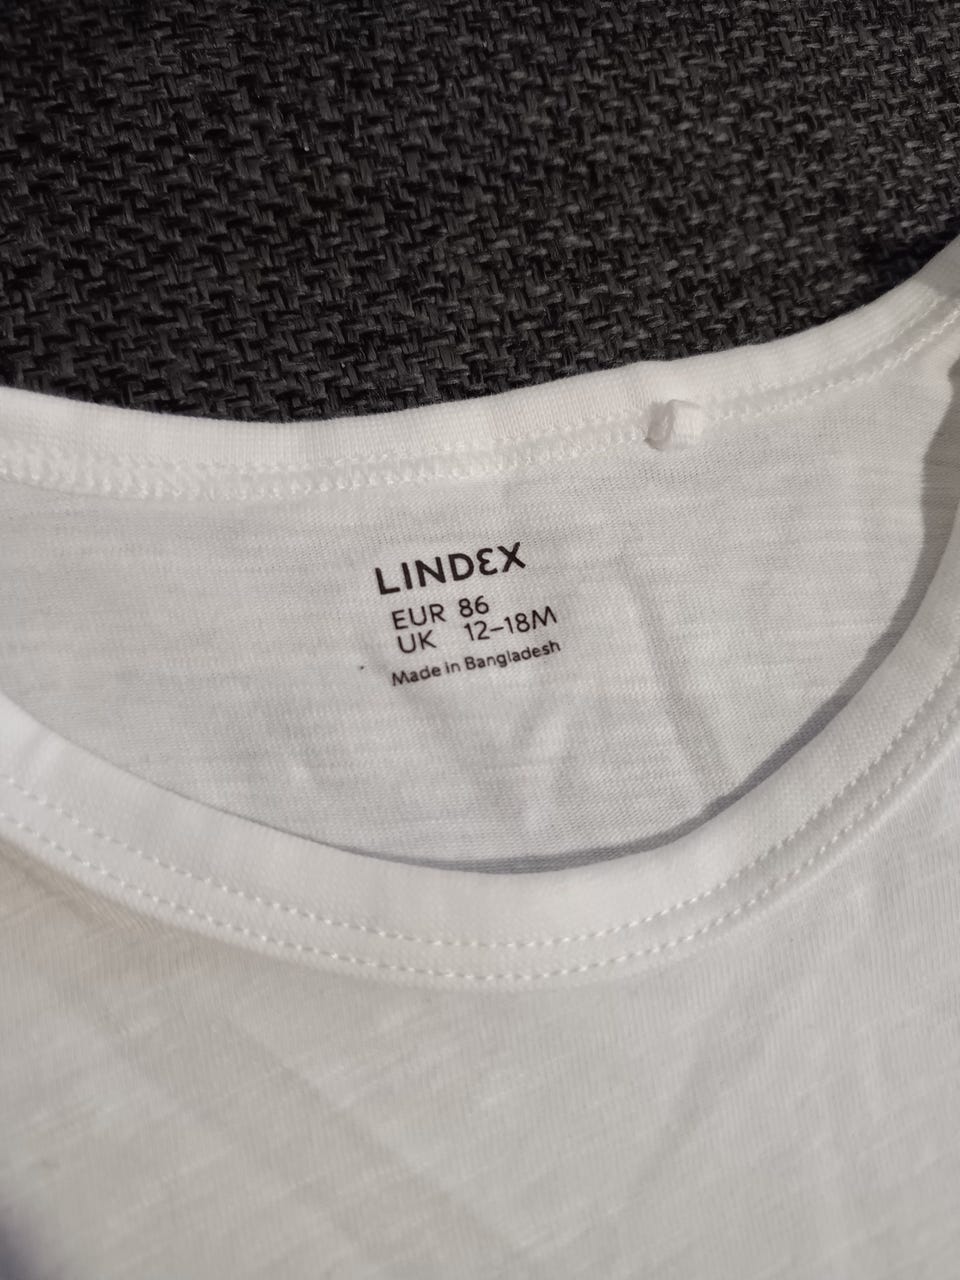 LINDEX
EUR 86
UK 12–18M
Made in Bangladesh